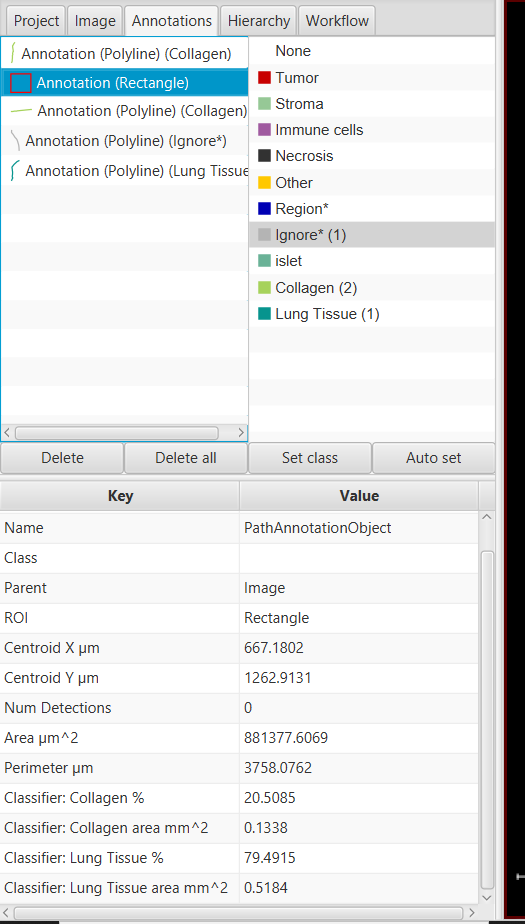 Project Image Annotations Hierarchy Workflow
Annotation (Polyline) (Collagen)
Annotation (Rectangle)
Annotation (Polyline) (Collagen)
Annotation (Polyline) (Ignore*)
Annotation (Polyline) (Lung Tissue
None
Tumor
Stroma
Immune cells
Necrosis
Other
Region*
Ignore* (1)
islet
Collagen (2)
Lung Tissue (1)
Delete Delete all Set class Auto set
Key Value
Name PathAnnotationObject
Class
Parent Image
ROI Rectangle
Centroid X µm 667.1802
Centroid Y µm 1262.9131
Num Detections 0
Area µm^2 881377.6069
Perimeter µm 3758.0762
Classifier: Collagen % 20.5085
Classifier: Collagen area mm^2 0.1338
Classifier: Lung Tissue % 79.4915
Classifier: Lung Tissue area mm^2 0.5184